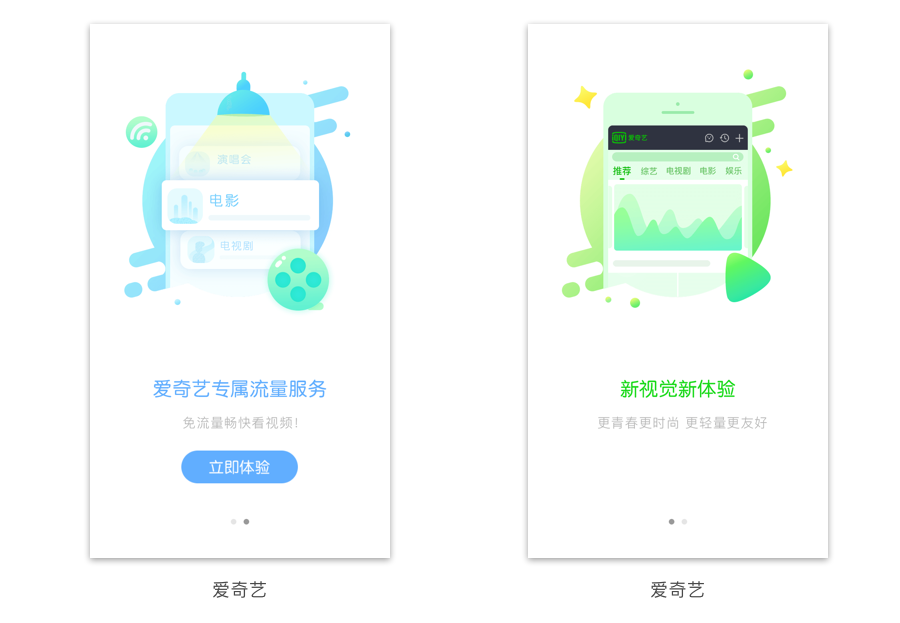 演唱会
电影
电视剧
爱奇艺专属流量服务
免流量畅快看视频!
立即体验
爱奇艺
QIY 爱奇艺
推荐 综艺 电视剧 电影 娱乐
新视觉新体验
更青春更时尚 更轻量更友好
爱奇艺